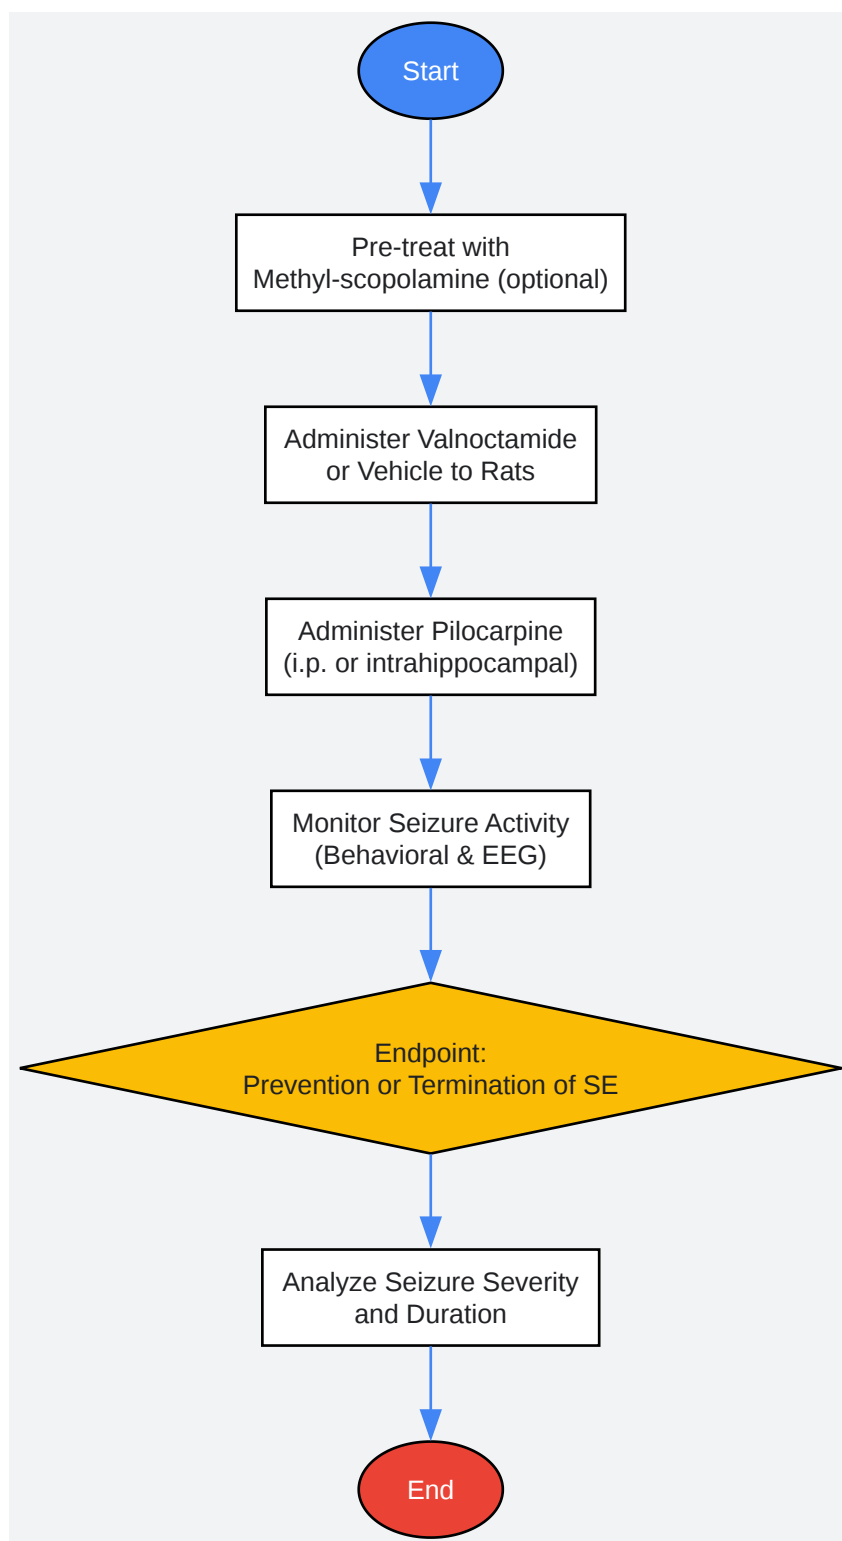 Start
Pre-treat with
Methyl-scopolamine (optional)
Administer Valnoctamide
or Vehicle to Rats
Administer Pilocarpine
(i.p. or intrahippocampal)
Monitor Seizure Activity
(Behavioral & EEG)
Endpoint:
Prevention or Termination of SE
Analyze Seizure Severity
and Duration
End